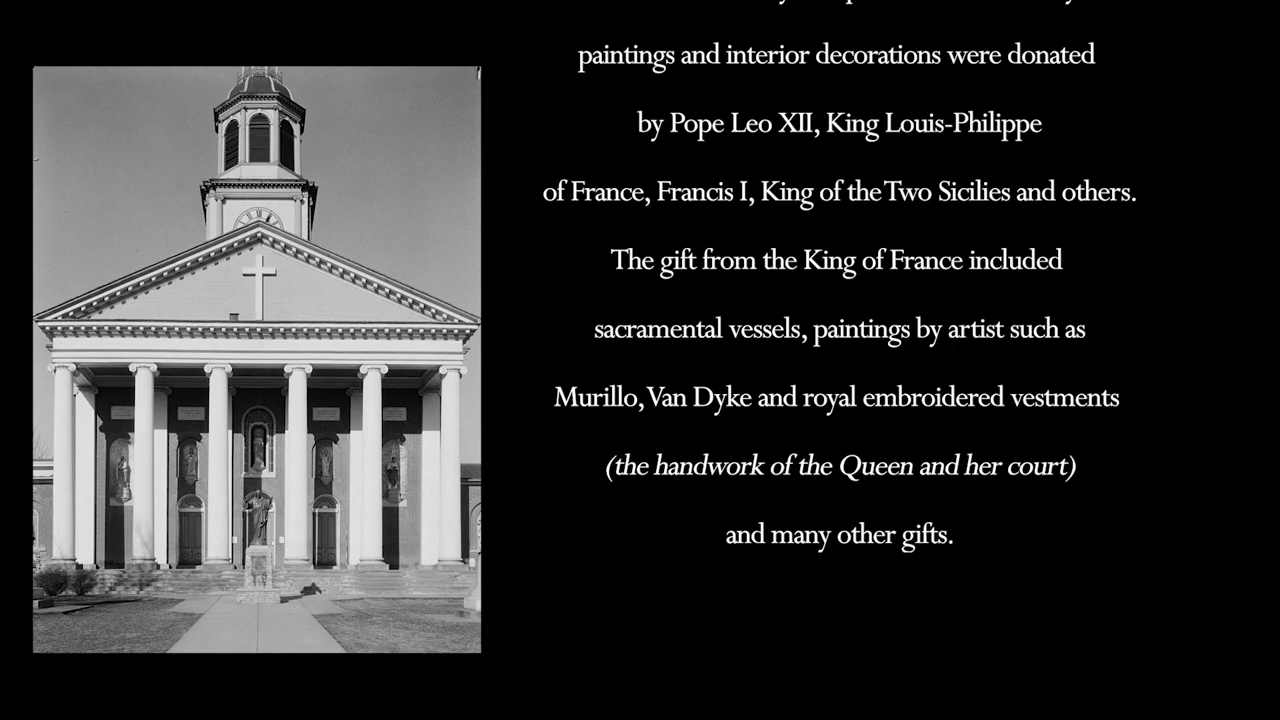 paintings and interior decorations were donated
by Pope Leo XII, King Louis-Philippe
of France, Francis I, King of the Two Sicilies and others.
The gift from the King of France included
sacramental vessels, paintings by artist such as
Murillo, Van Dyke and royal embroidered vestments
(the handwork of the Queen and her court)
and many other gifts.